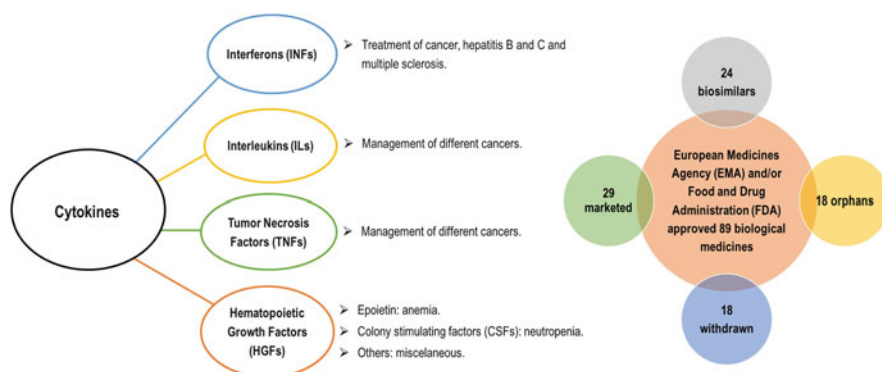 Cytokines
Interferons (INFs)
➢ Treatment of cancer, hepatitis B and C and
multiple sclerosis.
Interleukins (ILs)
➢ Management of different cancers.
Tumor Necrosis
Factors (TNFs)
➢ Management of different cancers.
Hematopoietic
Growth Factors
(HGFs)
➢ Epoietin: anemia.
➢ Colony stimulating factors (CSFs): neutropenia.
➢ Others: miscelaneous.
24
biosimilars
29
marketed
European Medicines
Agency (EMA) and/or
Food and Drug
Administration (FDA)
approved 89 biological
medicines
18 orphans
18
withdrawn